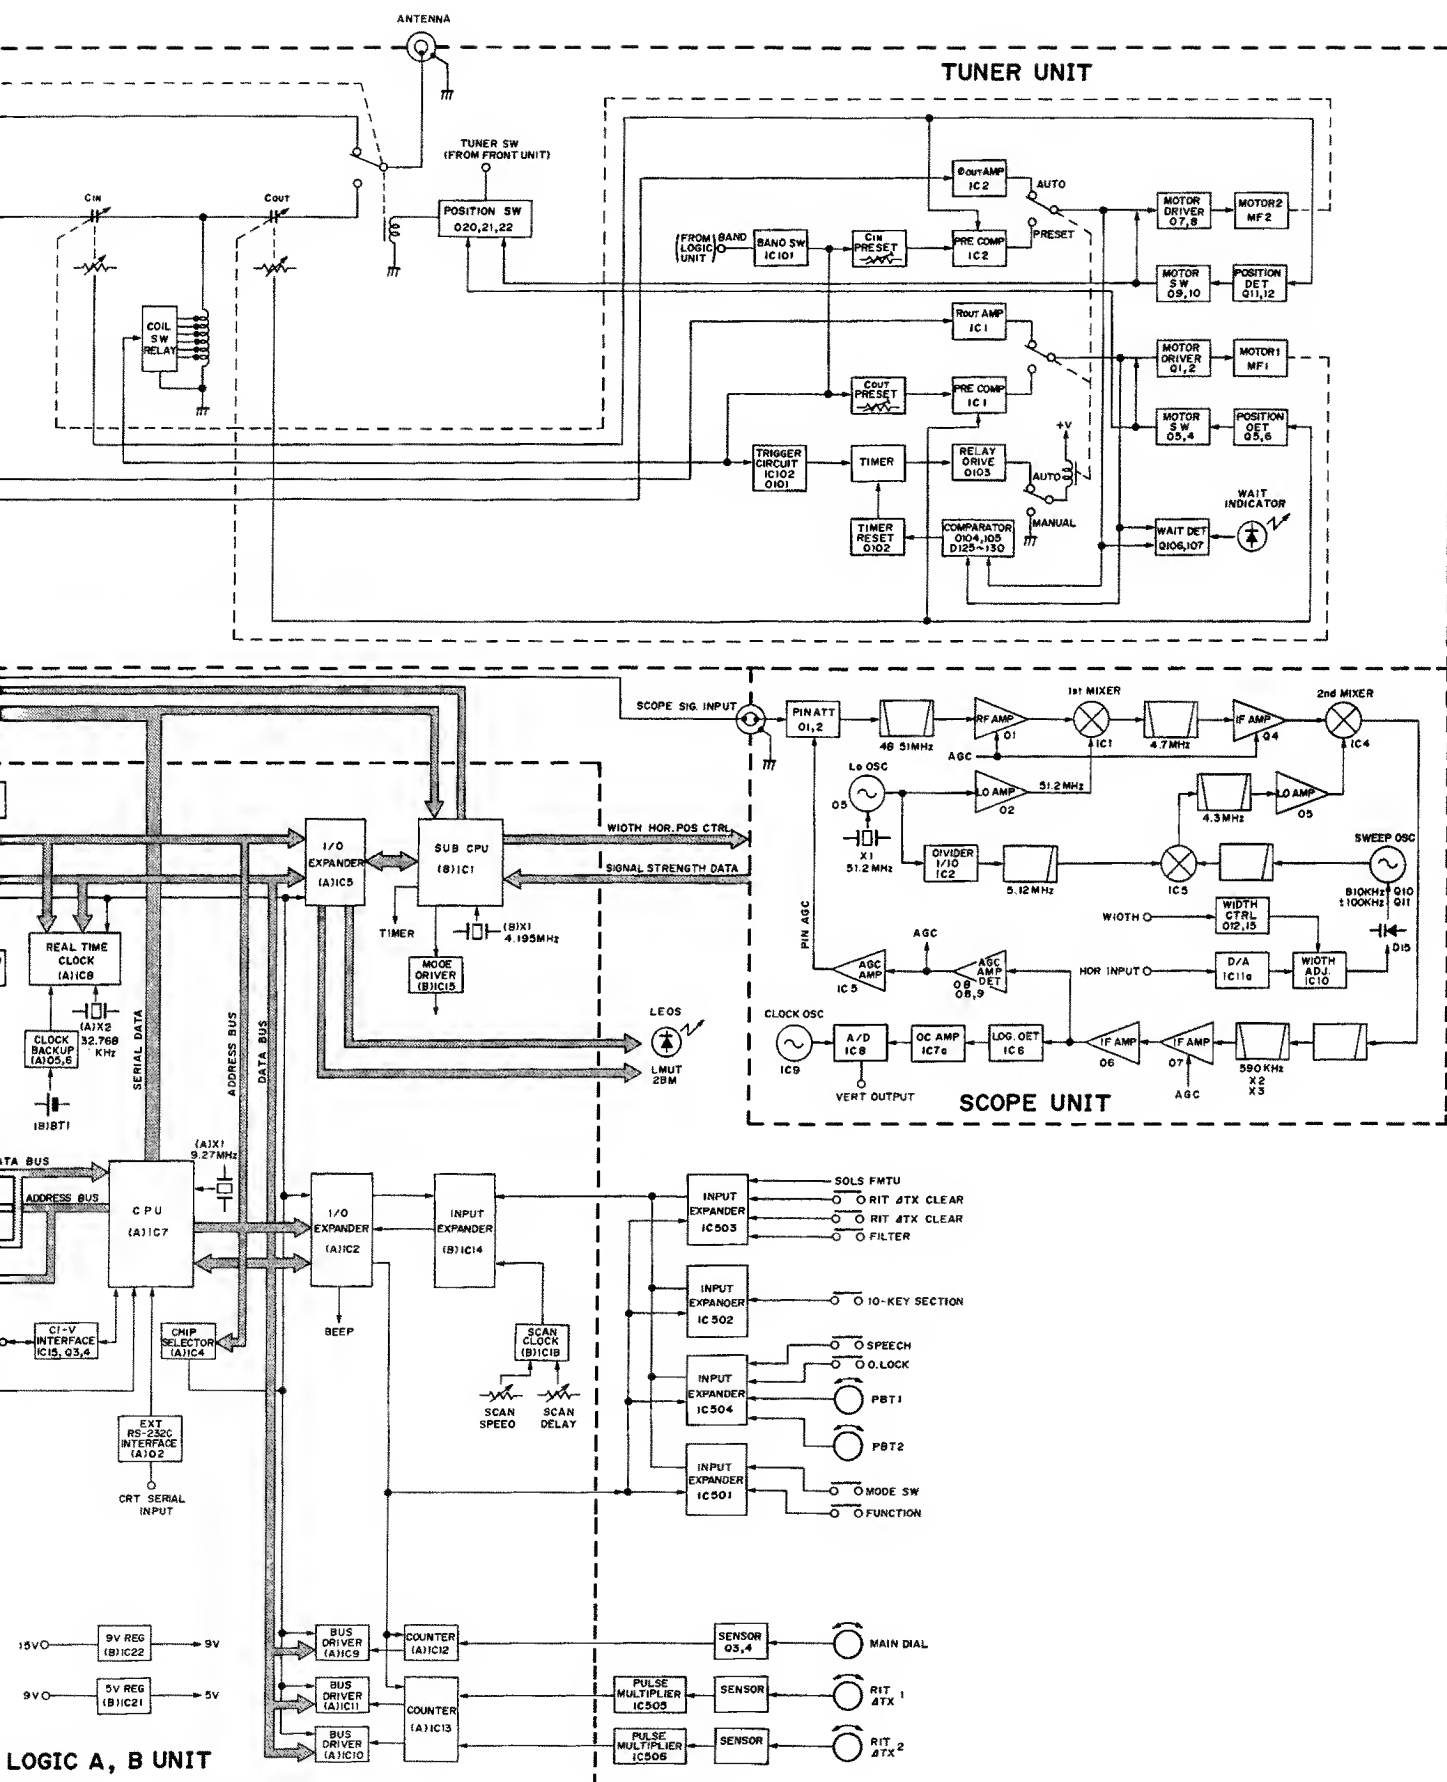 ANTENNA
TUNER UNIT
TUNER SW
(FROM FRONT UNIT)
CIN
COUT
POSITION SW
Q20,21,22
COIL
SW
RELAY
(FROM
LOGIC
UNIT)
BAND
BAND SW
IC101
CIN
PRESET
PRE COMP
IC2
ΦOUT AMP
IC2
AUTO
PRESET
MOTOR
DRIVER
Q7,8
MOTOR2
MF2
MOTOR
SW
Q9,10
POSITION
DET
Q11,12
ROUT AMP
IC1
COUT
PRESET
PRE COMP
IC1
MOTOR
DRIVER
Q1,2
MOTOR1
MF1
MOTOR
SW
Q5,4
POSITION
DET
Q5,6
TRIGGER
CIRCUIT
IC102
Q101
TIMER
RELAY
DRIVE
Q103
+V
AUTO
MANUAL
TIMER
RESET
Q102
COMPARATOR
Q104,105
D125~130
WAIT DET
Q106,107
WAIT
INDICATOR
SCOPE SIG. INPUT
PIN ATT
Q1,2
48.51MHz
RF AMP
Q1
1st MIXER
IC1
4.7MHz
IF AMP
Q4
2nd MIXER
IC4
AGC
Lo OSC
Q5
X1
51.2MHz
LO AMP
Q2
51.2MHz
DIVIDER
1/10
IC2
5.12MHz
4.3MHz
LO AMP
Q5
IC5
SWEEP OSC
810KHz
±100KHz
Q10
Q11
D15
WIDTH
WIDTH
CTRL
Q12,15
HOR INPUT
D/A
IC11a
WIDTH
ADJ.
IC10
PIN AGC
AGC
AMP
IC5
AGC
AGC
AMP
DET
Q8
Q8,9
CLOCK OSC
IC9
A/D
IC8
VERT OUTPUT
DC AMP
IC7a
LOG. DET
IC6
IF AMP
Q6
IF AMP
Q7
AGC
590KHz
X2
X3
SCOPE UNIT
I/O
EXPANDER
(A)IC5
SUB CPU
(B)IC1
WIDTH HOR.POS CTRL
SIGNAL STRENGTH DATA
TIMER
(B)X1
4.195MHz
MODE
DRIVER
(B)IC15
REAL TIME
CLOCK
(A)IC8
(A)X2
32.768
KHz
CLOCK
BACKUP
(A)Q5,6
(B)BT1
SERIAL DATA
ADDRESS BUS
DATA BUS
LEDS
LMUT
2BM
ATA BUS
ADDRESS BUS
CPU
(A)IC7
(A)X1
9.27MHz
I/O
EXPANDER
(A)IC2
BEEP
INPUT
EXPANDER
(B)IC14
SCAN
CLOCK
(B)IC18
SCAN
SPEED
SCAN
DELAY
CI-V
INTERFACE
IC15, Q3,4
CHIP
SELECTOR
(A)IC4
EXT
RS-232C
INTERFACE
(A)Q2
CRT SERIAL
INPUT
INPUT
EXPANDER
IC503
SQLS FMTU
RIT ΔTX CLEAR
RIT ΔTX CLEAR
FILTER
INPUT
EXPANDER
IC502
10-KEY SECTION
INPUT
EXPANDER
IC504
SPEECH
D.LOCK
PBT1
PBT2
INPUT
EXPANDER
IC501
MODE SW
FUNCTION
15V
9V REG
(B)IC22
9V
9V
5V REG
(B)IC21
5V
BUS
DRIVER
(A)IC9
COUNTER
(A)IC12
SENSOR
Q3,4
MAIN DIAL
BUS
DRIVER
(A)IC11
COUNTER
(A)IC13
PULSE
MULTIPLIER
IC505
SENSOR
RIT
ΔTX 1
BUS
DRIVER
(A)IC10
PULSE
MULTIPLIER
IC506
SENSOR
RIT
ΔTX 2
LOGIC A, B UNIT